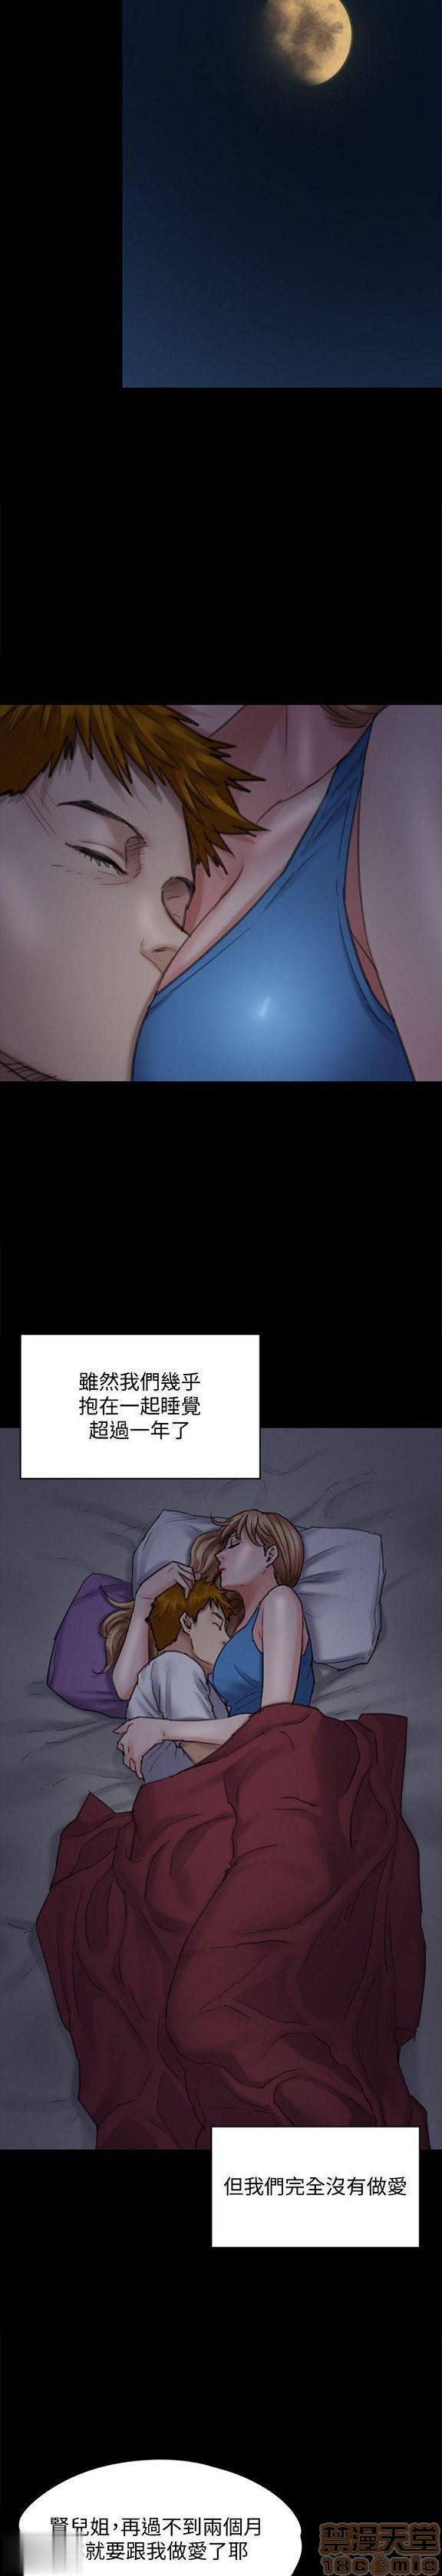 雖然我們幾乎
抱在一起睡覺
超過一年了
但我們完全沒有做愛
賢兒姐，再過不到兩個月
就要跟我做愛了耶
禁漫天堂
18comic